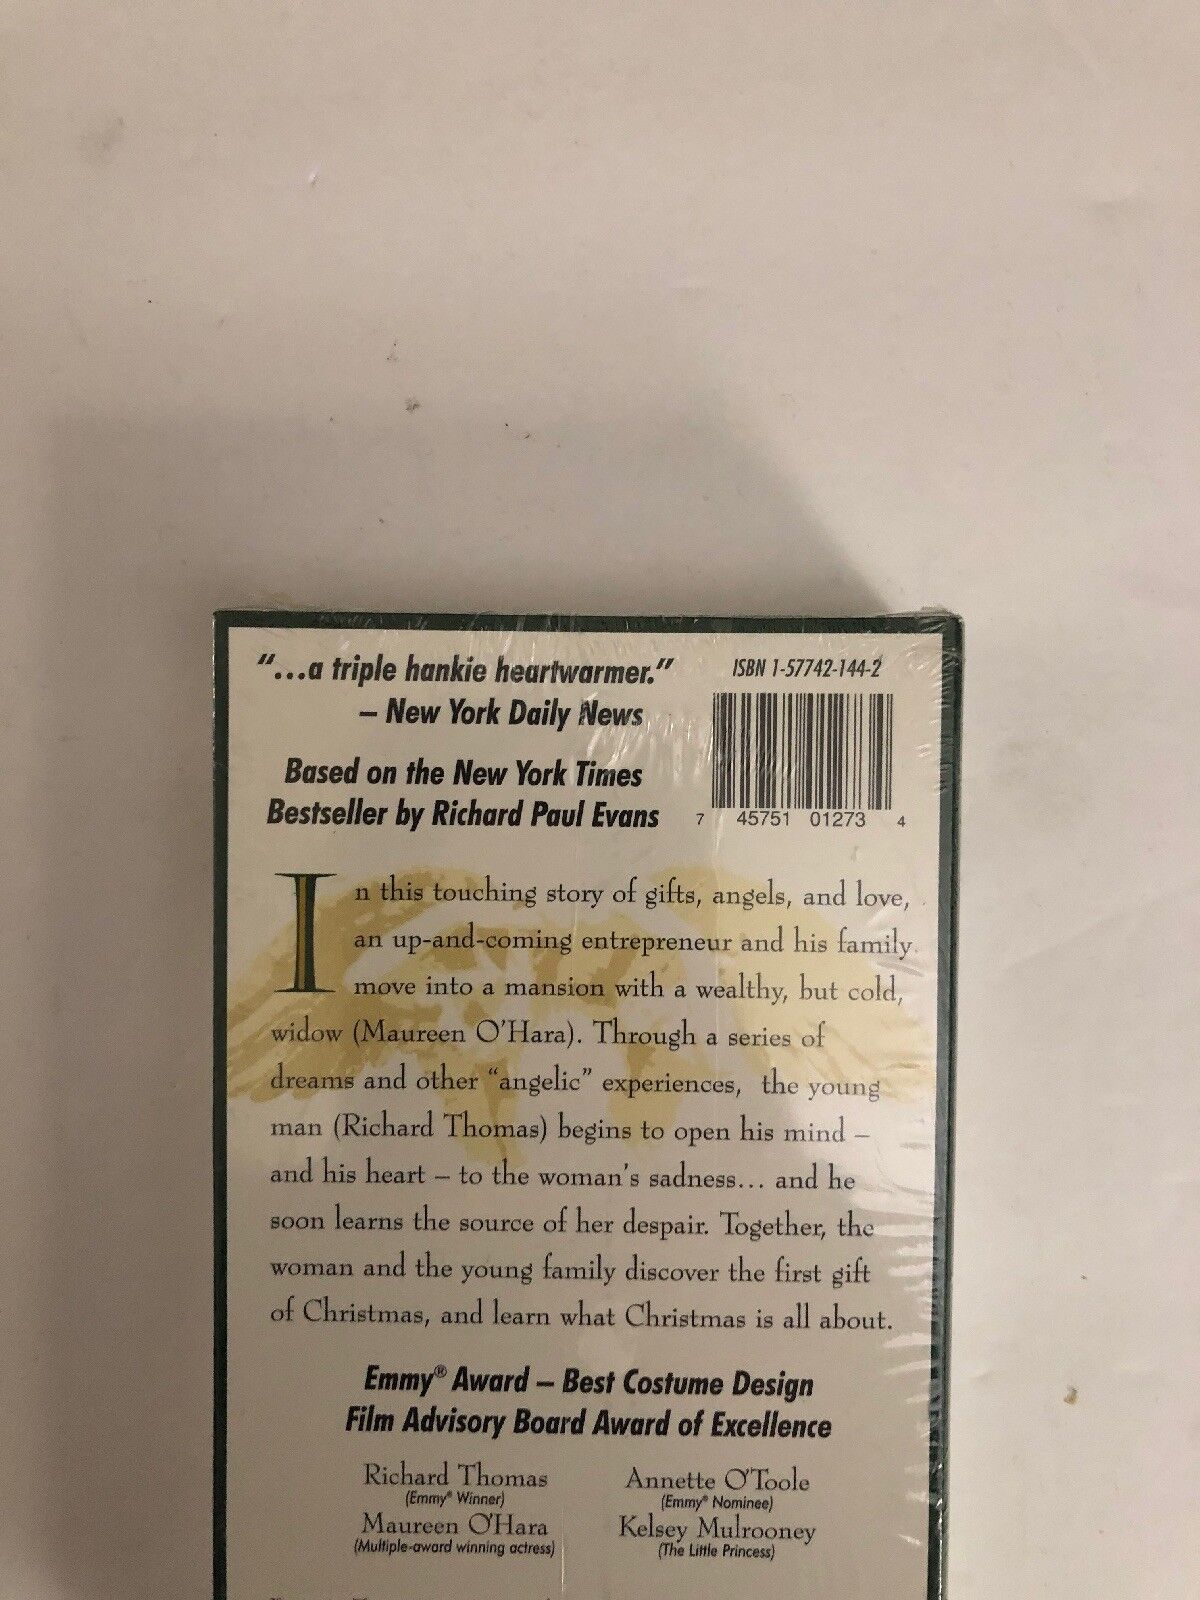 "...a triple hankie heartwarmer."
– New York Daily News
ISBN 1-57742-144-2
Based on the New York Times
Bestseller by Richard Paul Evans
7 45751 01273 4
In this touching story of gifts, angels, and love,
an up-and-coming entrepreneur and his family
move into a mansion with a wealthy, but cold,
widow (Maureen O'Hara). Through a series of
dreams and other "angelic" experiences, the young
man (Richard Thomas) begins to open his mind –
and his heart – to the woman's sadness... and he
soon learns the source of her despair. Together, the
woman and the young family discover the first gift
of Christmas, and learn what Christmas is all about.
Emmy® Award – Best Costume Design
Film Advisory Board Award of Excellence
Richard Thomas
(Emmy® Winner)
Annette O'Toole
(Emmy® Nominee)
Maureen O'Hara
(Multiple-award winning actress)
Kelsey Mulrooney
(The Little Princess)